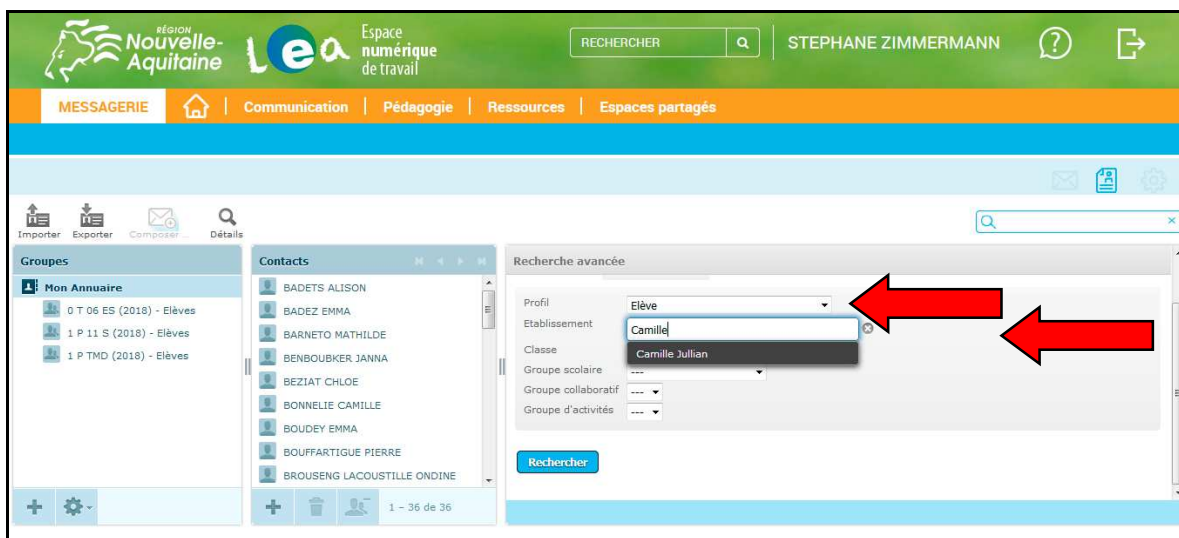 RÉGION
Nouvelle-
Aquitaine
Lea
Espace
numérique
de travail
RECHERCHER
STEPHANE ZIMMERMANN
?
MESSAGERIE
Communication
Pédagogie
Ressources
Espaces partagés
Importer
Exporter
Composer ...
Détails
Groupes
Mon Annuaire
0 T 06 ES (2018) - Elèves
1 P 11 S (2018) - Elèves
1 P TMD (2018) - Elèves
Contacts
BADETS ALISON
BADEZ EMMA
BARNETO MATHILDE
BENBOUBKER JANNA
BEZIAT CHLOE
BONNELIE CAMILLE
BOUDEY EMMA
BOUFFARTIGUE PIERRE
BROUSENG LACOUSTILLE ONDINE
1 – 36 de 36
Recherche avancée
Profil Elève
Etablissement Camille
Camille Jullian
Classe
Groupe scolaire ---
Groupe collaboratif ---
Groupe d'activités ---
Rechercher